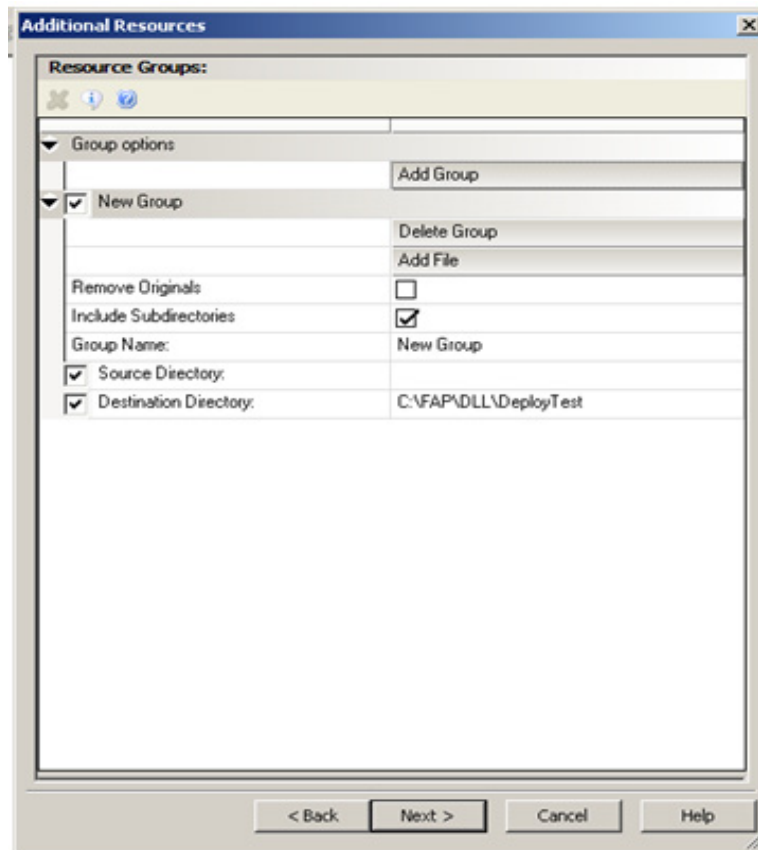 Additional Resources
Resource Groups:
Group options
Add Group
New Group
Delete Group
Add File
Remove Originals
Include Subdirectories
Group Name: New Group
Source Directory:
Destination Directory: C:\FAP\DLL\DeployTest
< Back Next > Cancel Help